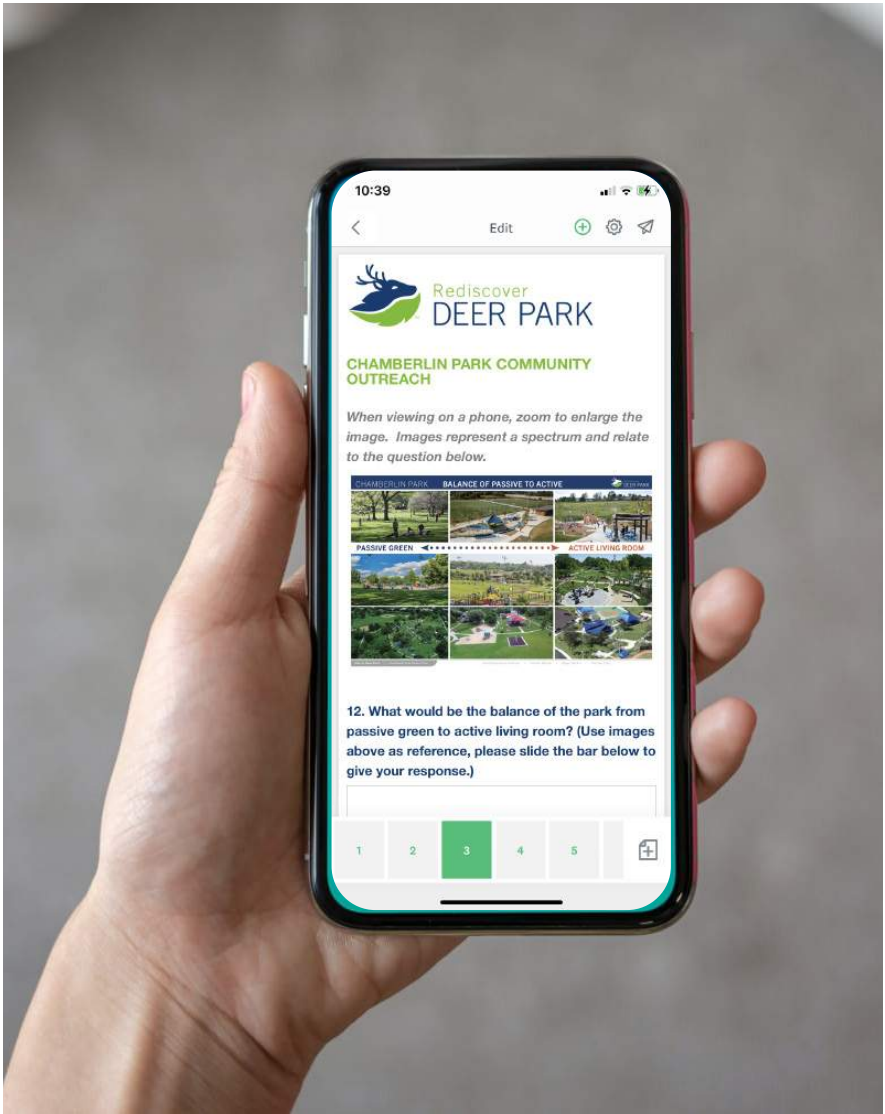 10:39
Edit
Rediscover
DEER PARK
CHAMBERLIN PARK COMMUNITY
OUTREACH
When viewing on a phone, zoom to enlarge the
image. Images represent a spectrum and relate
to the question below.
CHAMBERLIN PARK BALANCE OF PASSIVE TO ACTIVE
DEER PARK
PASSIVE GREEN ACTIVE LIVING ROOM
12. What would be the balance of the park from
passive green to active living room? (Use images
above as reference, please slide the bar below to
give your response.)
1 2 3 4 5